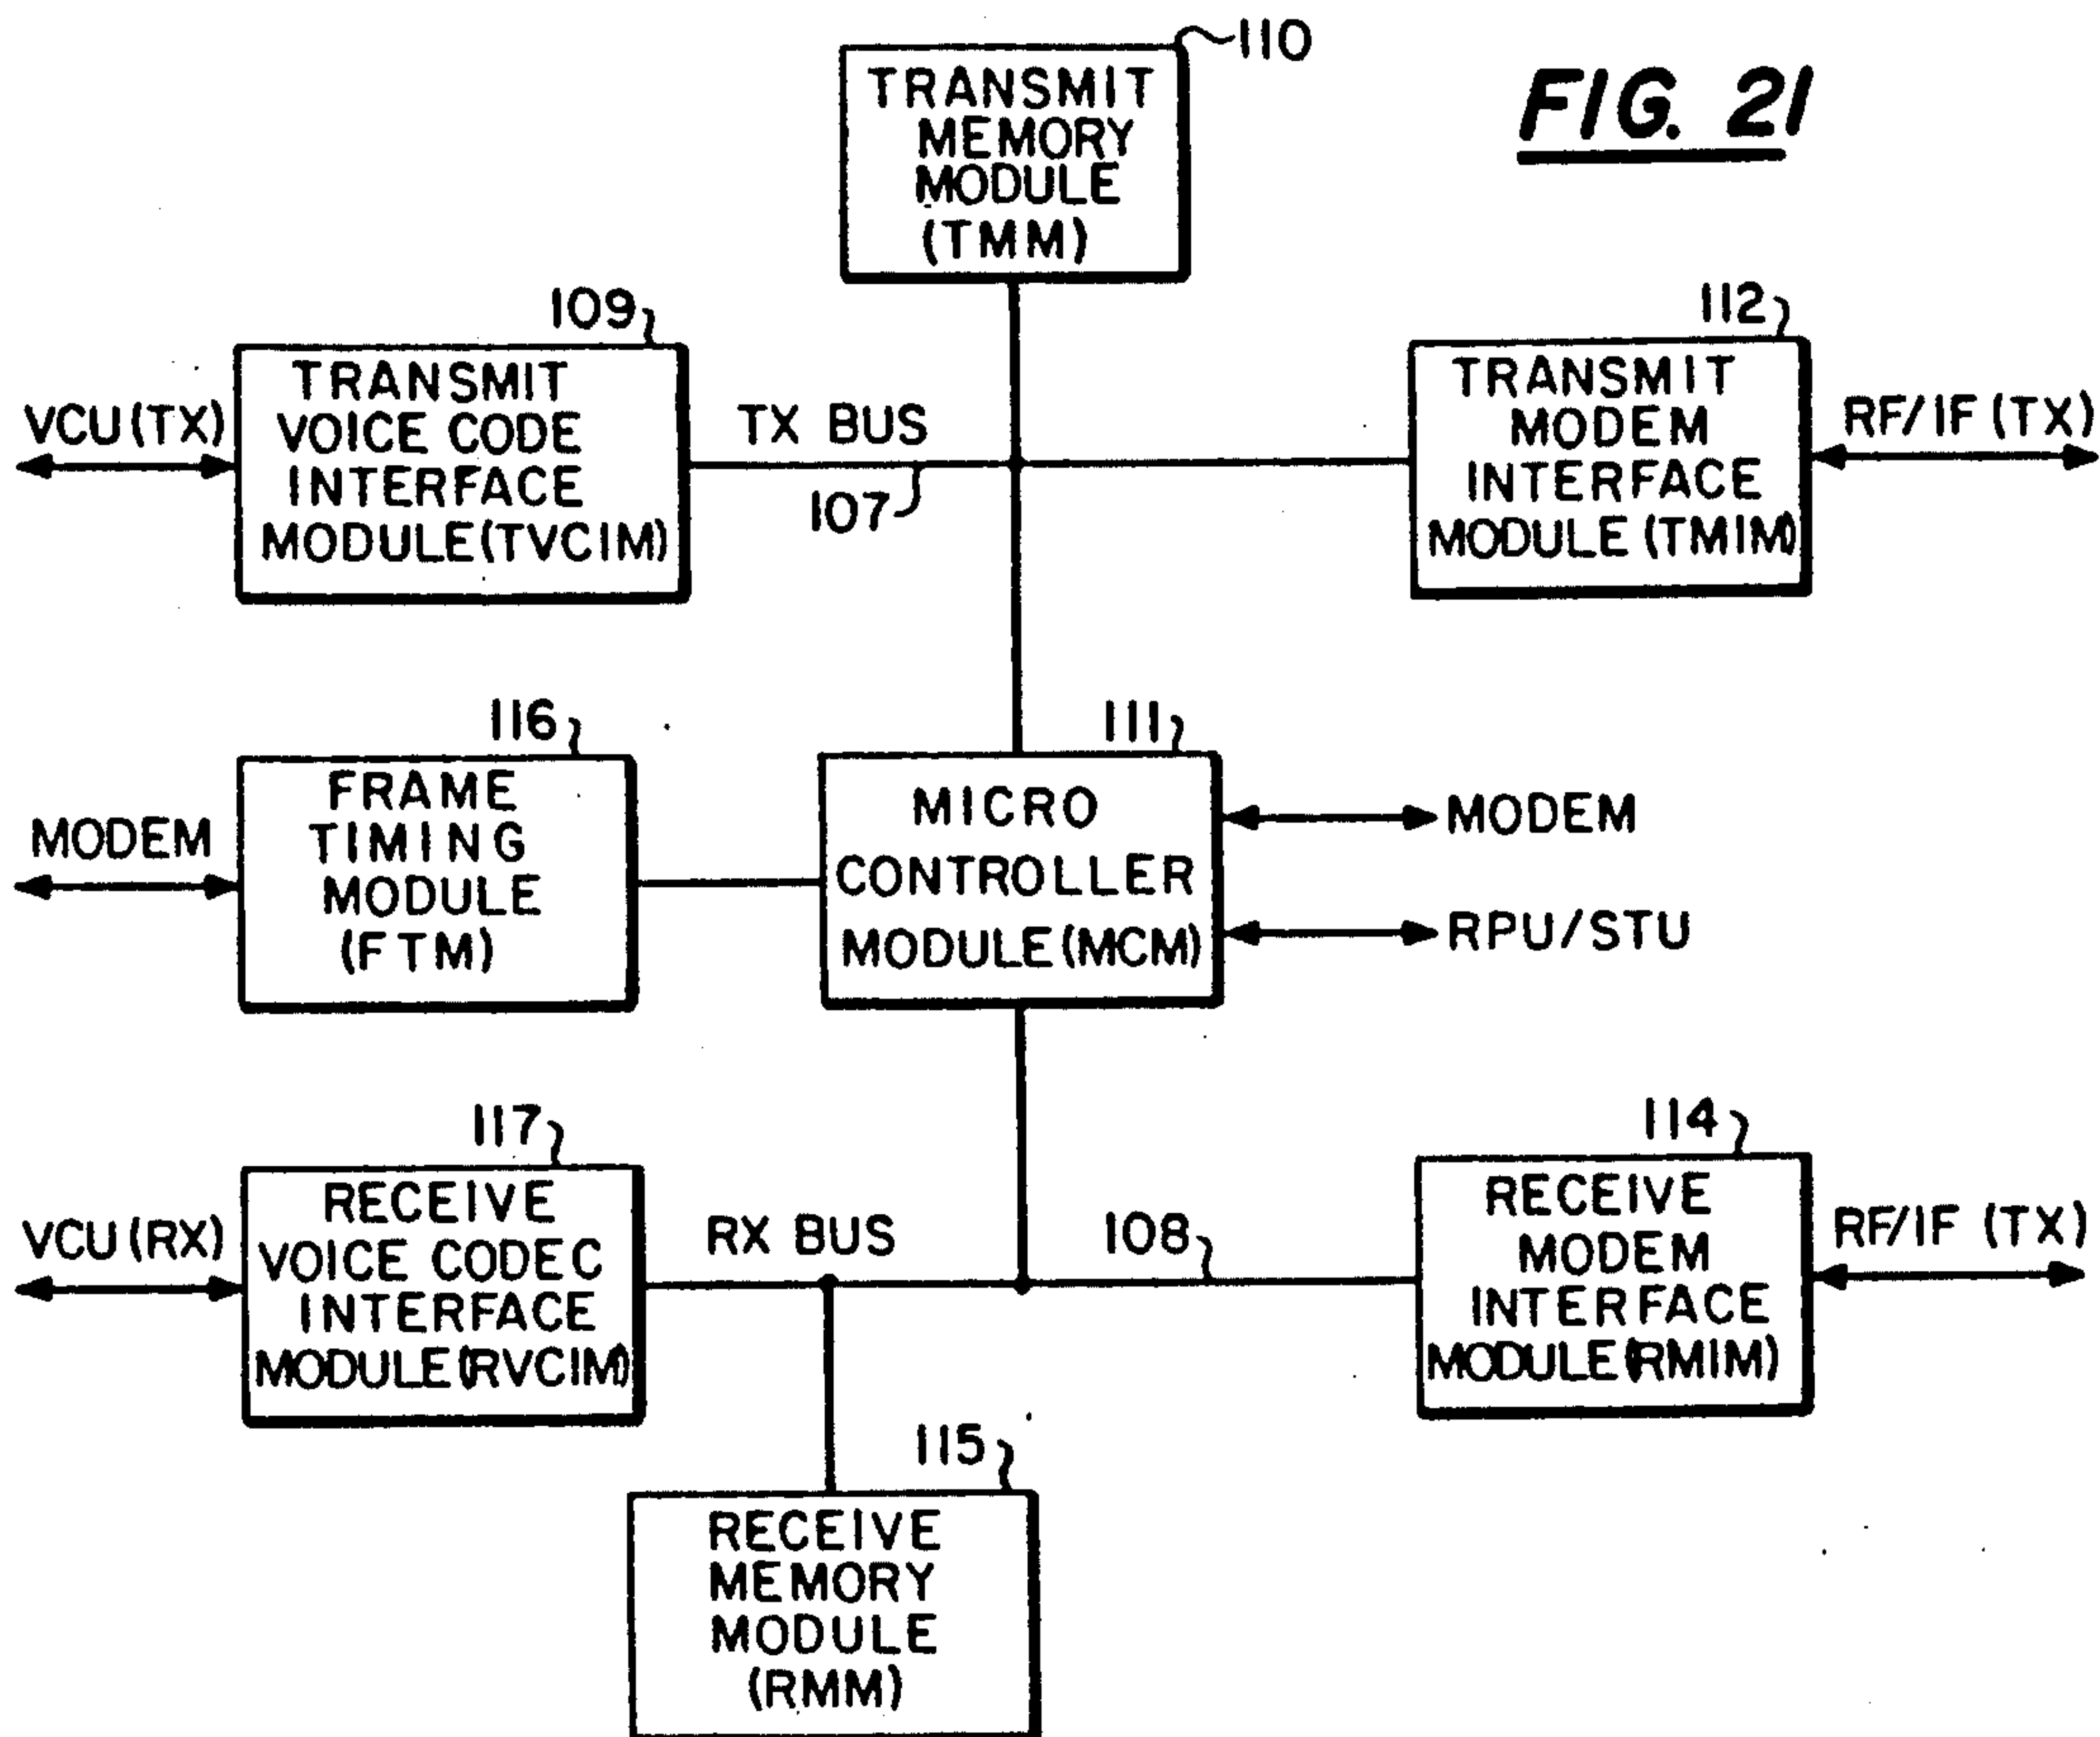 110
FIG. 21
TRANSMIT
MEMORY
MODULE
(TMM)
109
112
VCU (TX)
TRANSMIT
VOICE CODE
INTERFACE
MODULE (TVCIM)
TX BUS
107
TRANSMIT
MODEM
INTERFACE
MODULE (TMIM)
RF/IF (TX)
116
111
MODEM
FRAME
TIMING
MODULE
(FTM)
MICRO
CONTROLLER
MODULE (MCM)
MODEM
RPU/STU
117
114
VCU (RX)
RECEIVE
VOICE CODEC
INTERFACE
MODULE (RVCIM)
RX BUS
108
RECEIVE
MODEM
INTERFACE
MODULE (RMIM)
RF/IF (TX)
115
RECEIVE
MEMORY
MODULE
(RMM)